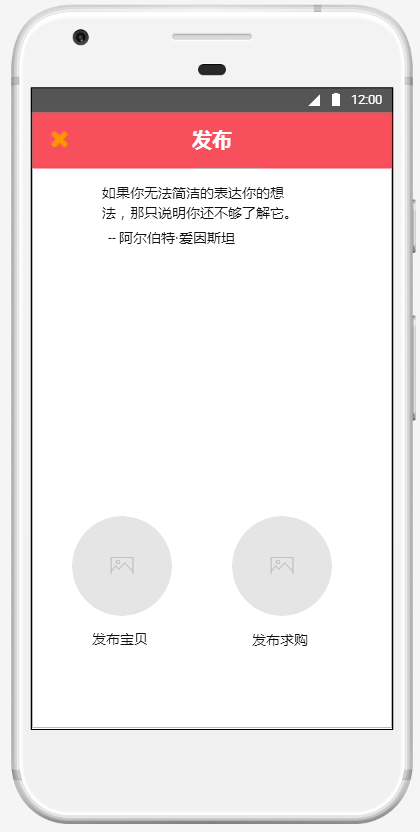 12:00
发布
如果你无法简洁的表达你的想
法，那只说明你还不够了解它。
-- 阿尔伯特·爱因斯坦
发布宝贝
发布求购